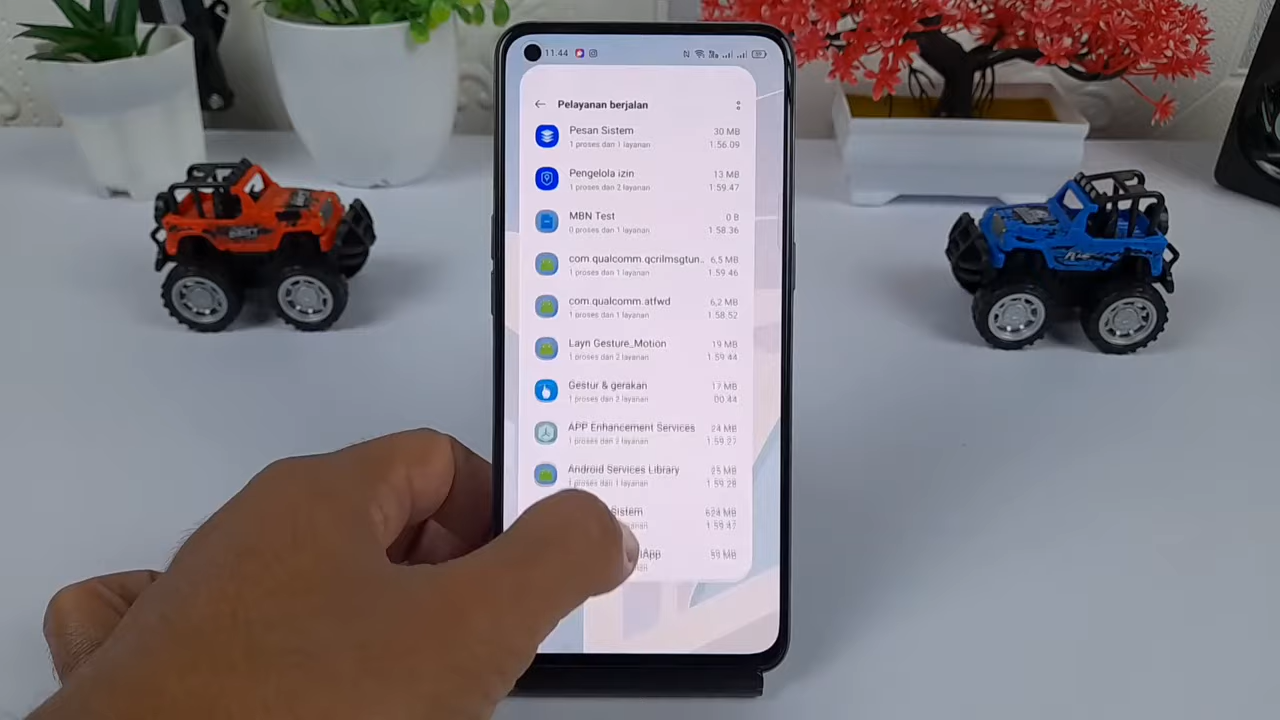 11.44
Pelayanan berjalan
Pesan Sistem 30 MB
1 proses dan 1 layanan 1.56.09
Pengelola izin 13 MB
1 proses dan 2 layanan 1.59.47
MBN Test 0 B
0 proses dan 1 layanan 1.58.36
com.qualcomm.qcrilmsgtun.. 6,5 MB
1 proses dan 1 layanan 1.59.46
com.qualcomm.atfwd 6,2 MB
1 proses dan 1 layanan 1.58.52
Layn Gesture_Motion 19 MB
1 proses dan 2 layanan 1.59.44
Gestur & gerakan 17 MB
1 proses dan 2 layanan 00.44
APP Enhancement Services 24 MB
1 proses dan 2 layanan 1.59.27
Android Services Library 25 MB
1 proses dan 1 layanan 1.59.28
Sistem 624 MB
1.59.47
59 MB